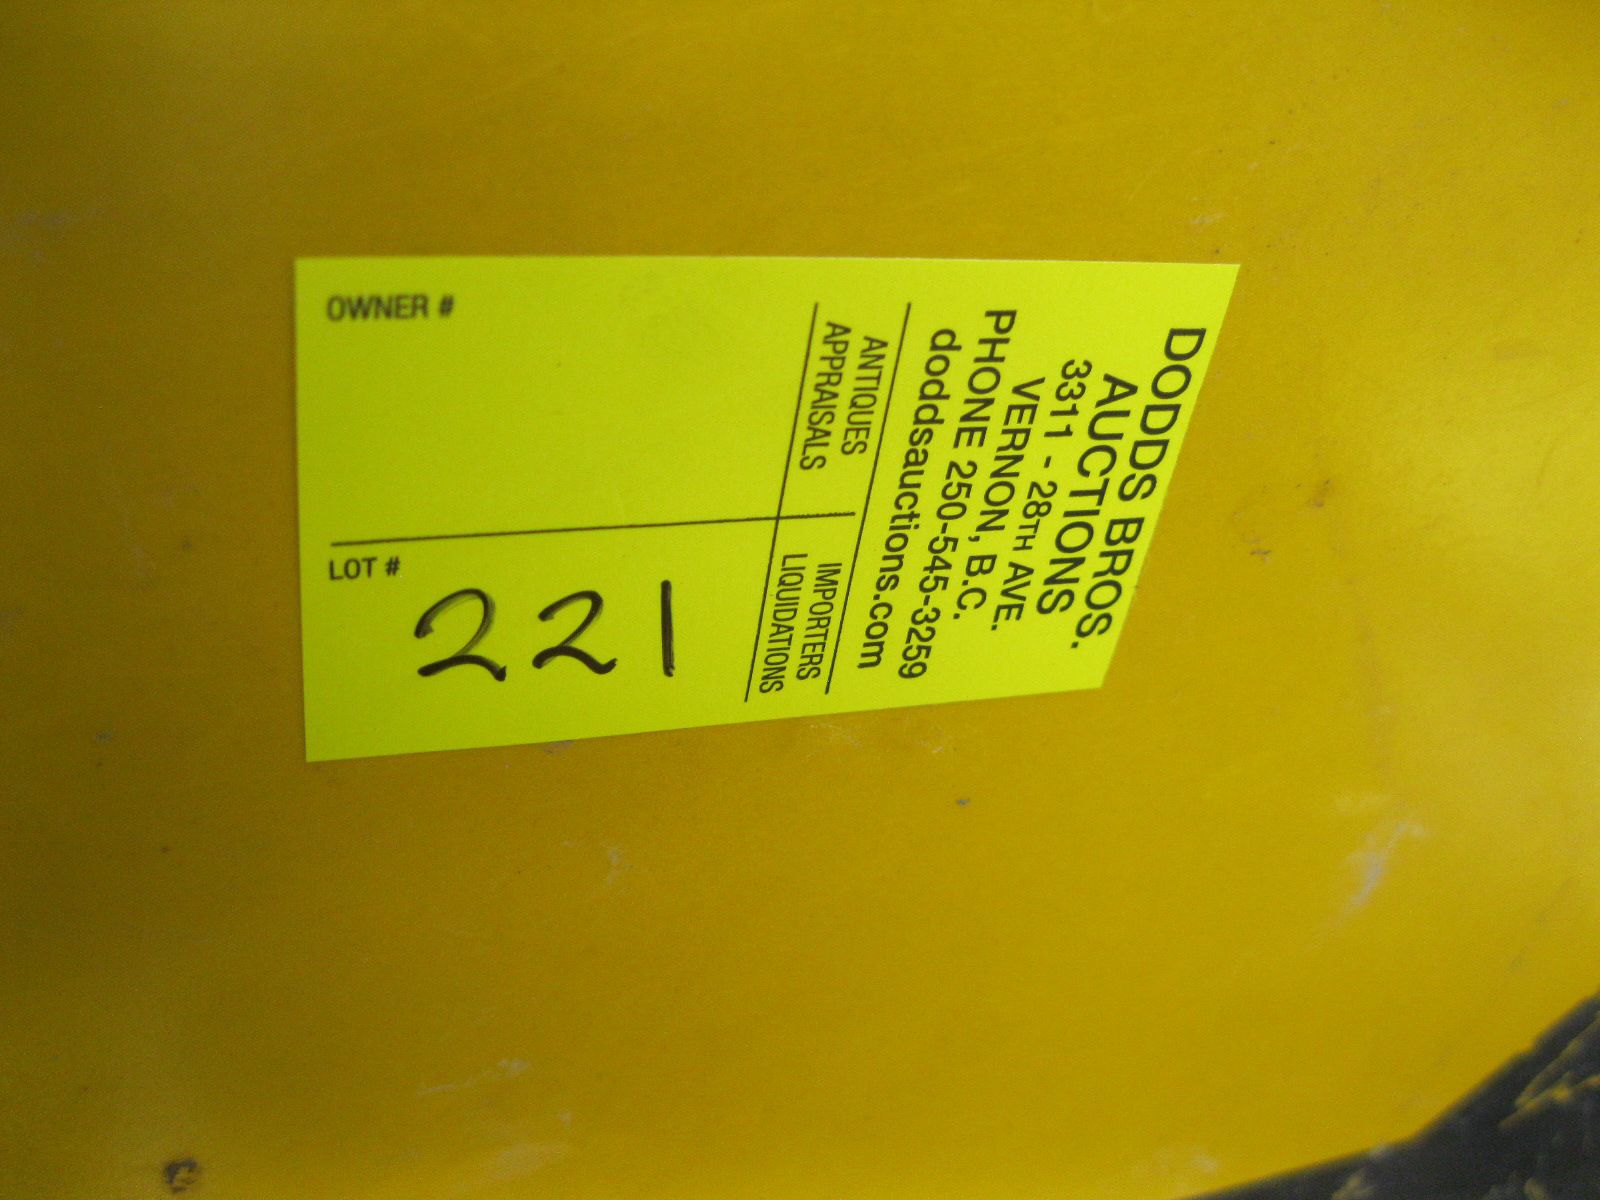 DODDS BROS.
AUCTIONS
3311 - 28TH AVE.
VERNON, B.C.
PHONE 250-545-3259
doddsauctions.com
ANTIQUES IMPORTERS
APPRAISALS LIQUIDATIONS
OWNER # LOT #
221